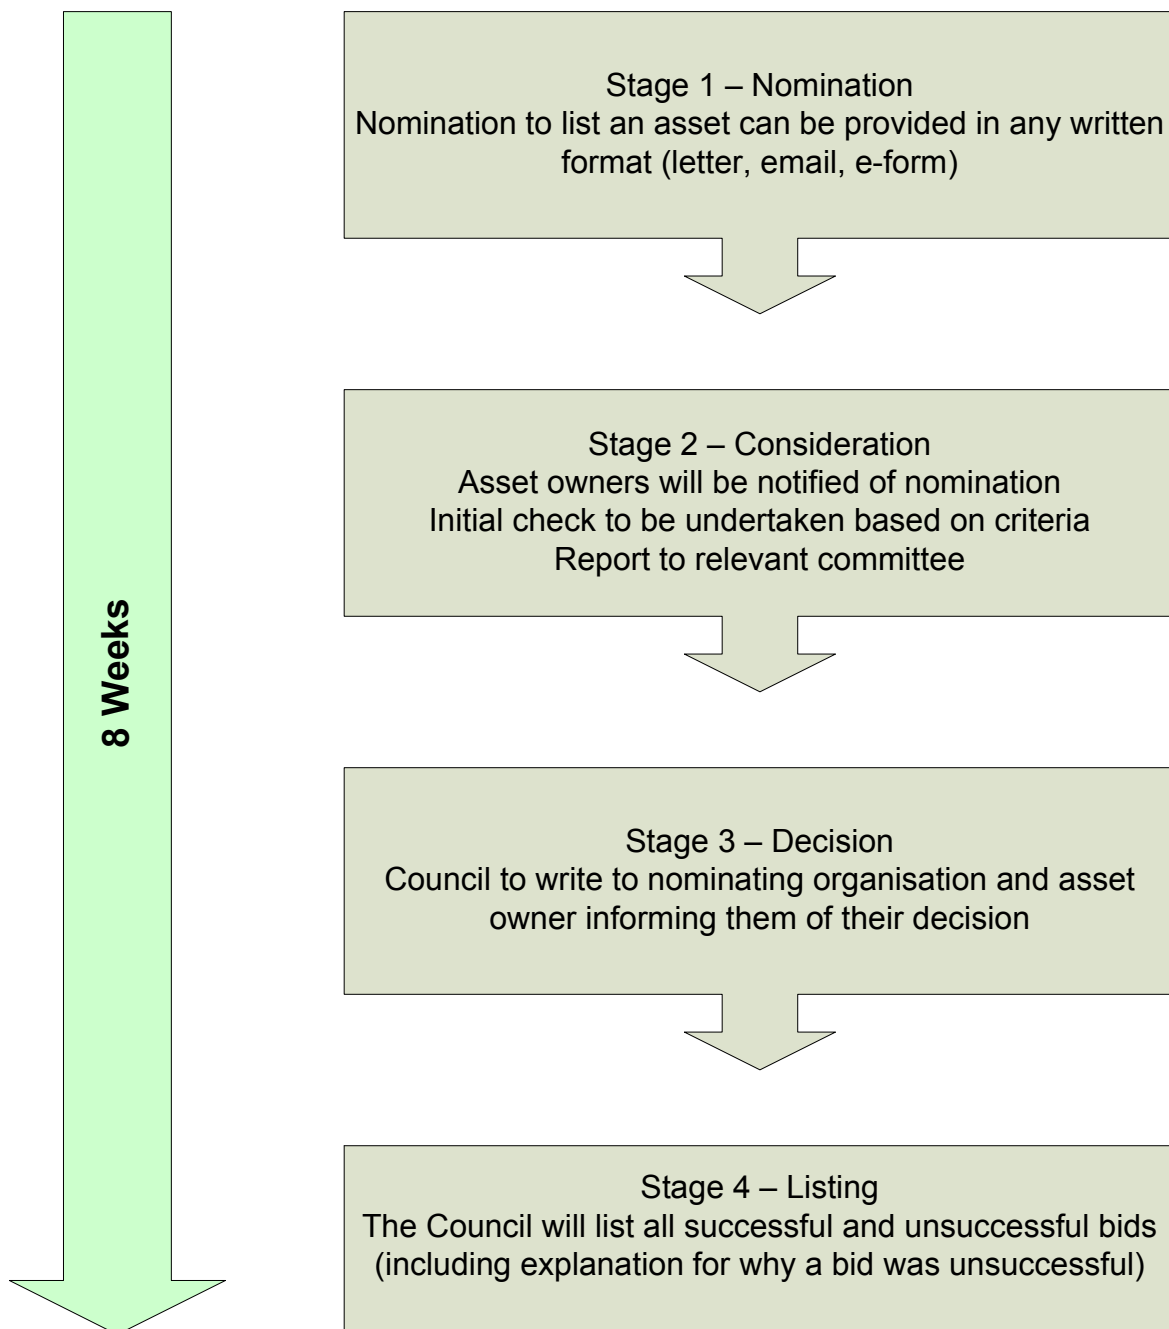 Stage 1 – Nomination
Nomination to list an asset can be provided in any written
format (letter, email, e-form)
Stage 2 – Consideration
Asset owners will be notified of nomination
Initial check to be undertaken based on criteria
Report to relevant committee
8 Weeks
Stage 3 – Decision
Council to write to nominating organisation and asset
owner informing them of their decision
Stage 4 – Listing
The Council will list all successful and unsuccessful bids
(including explanation for why a bid was unsuccessful)